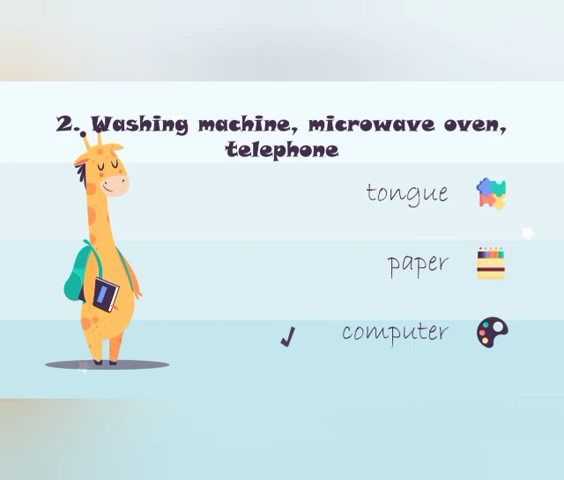 2. Washing machine, microwave oven,
telephone
tongue
paper
computer